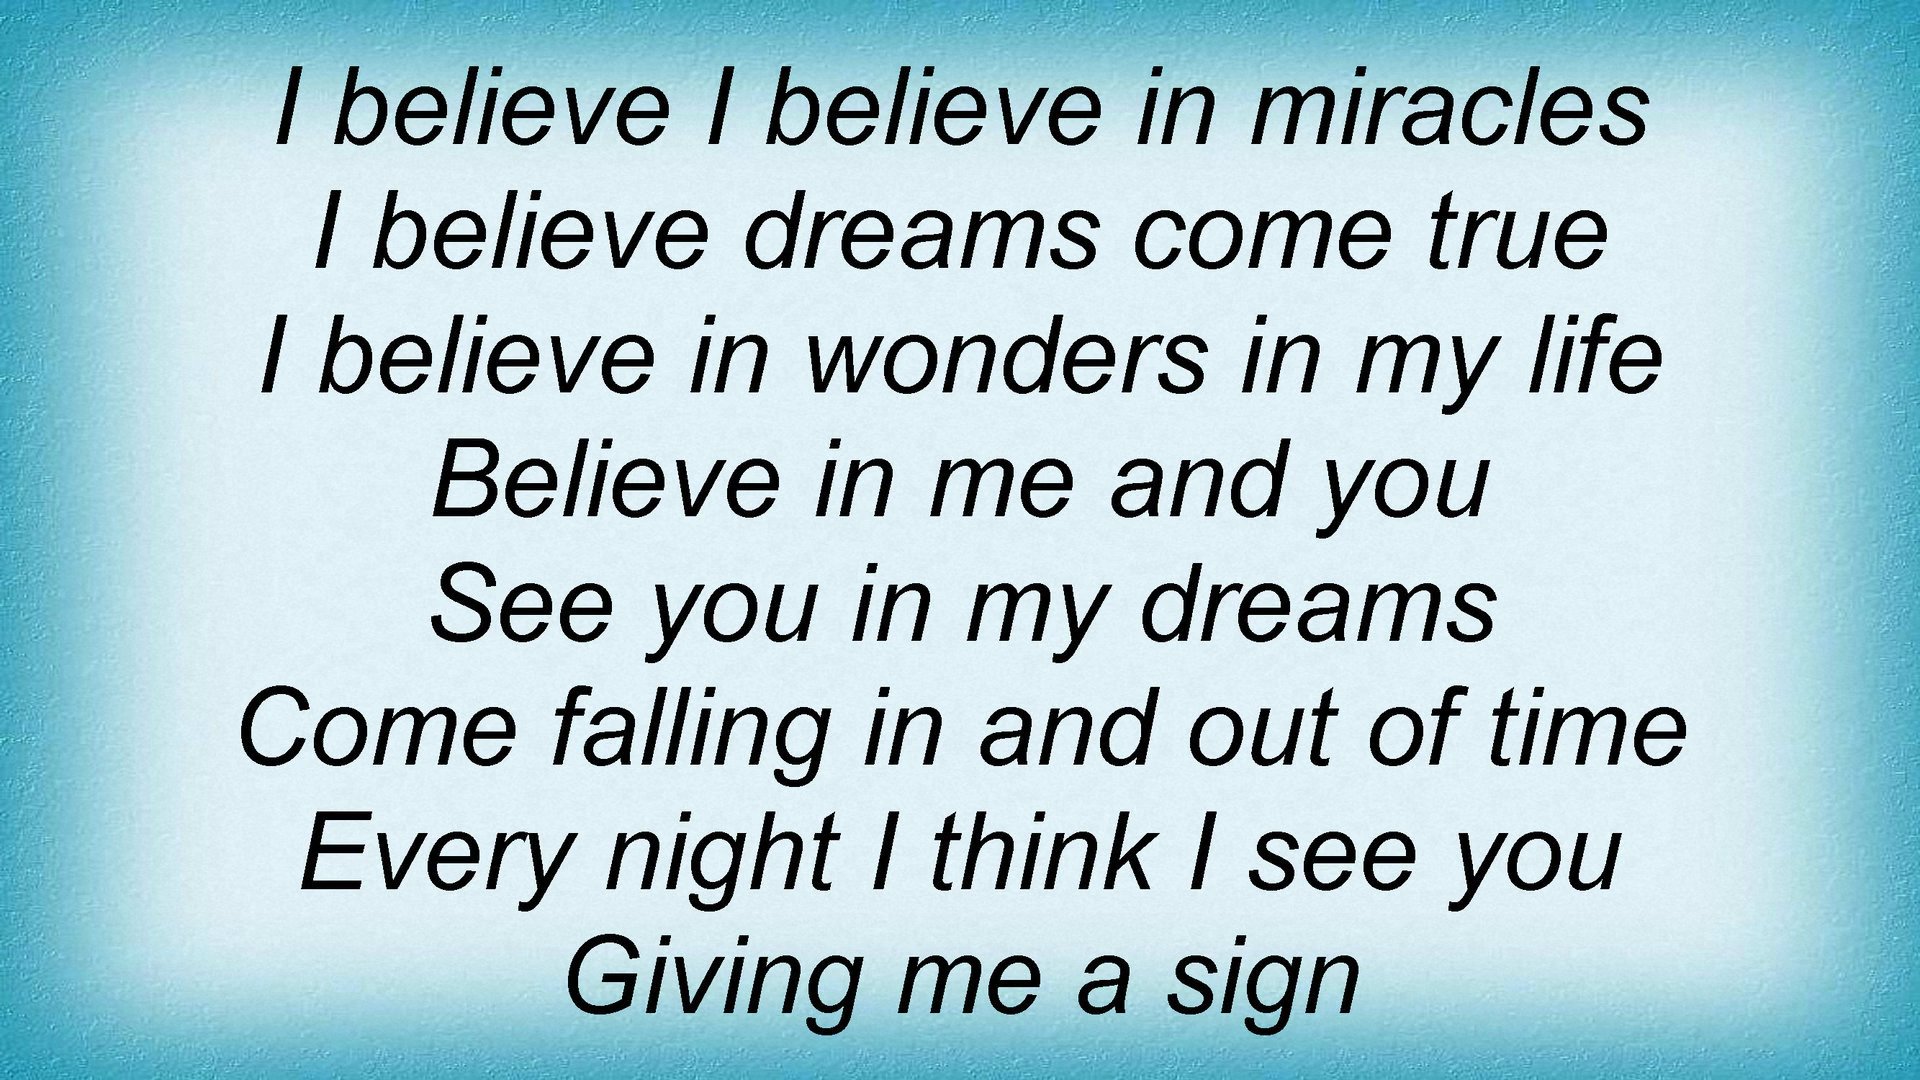 I believe I believe in miracles
I believe dreams come true
I believe in wonders in my life
Believe in me and you
See you in my dreams
Come falling in and out of time
Every night I think I see you
Giving me a sign